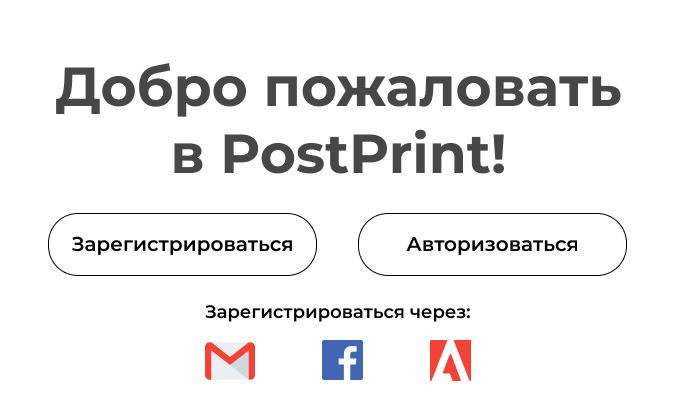 Добро пожаловать
в PostPrint!
Зарегистрироваться
Авторизоваться
Зарегистрироваться через: